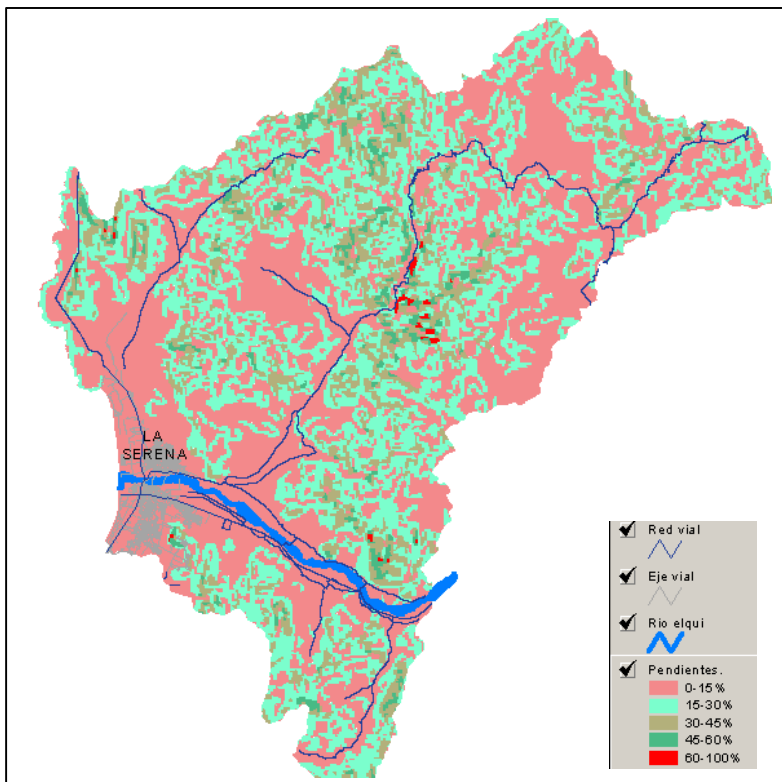 LA
SERENA
Red vial
Eje vial
Rio elqui
Pendientes.
0-15%
15-30%
30-45%
45-60%
60-100%